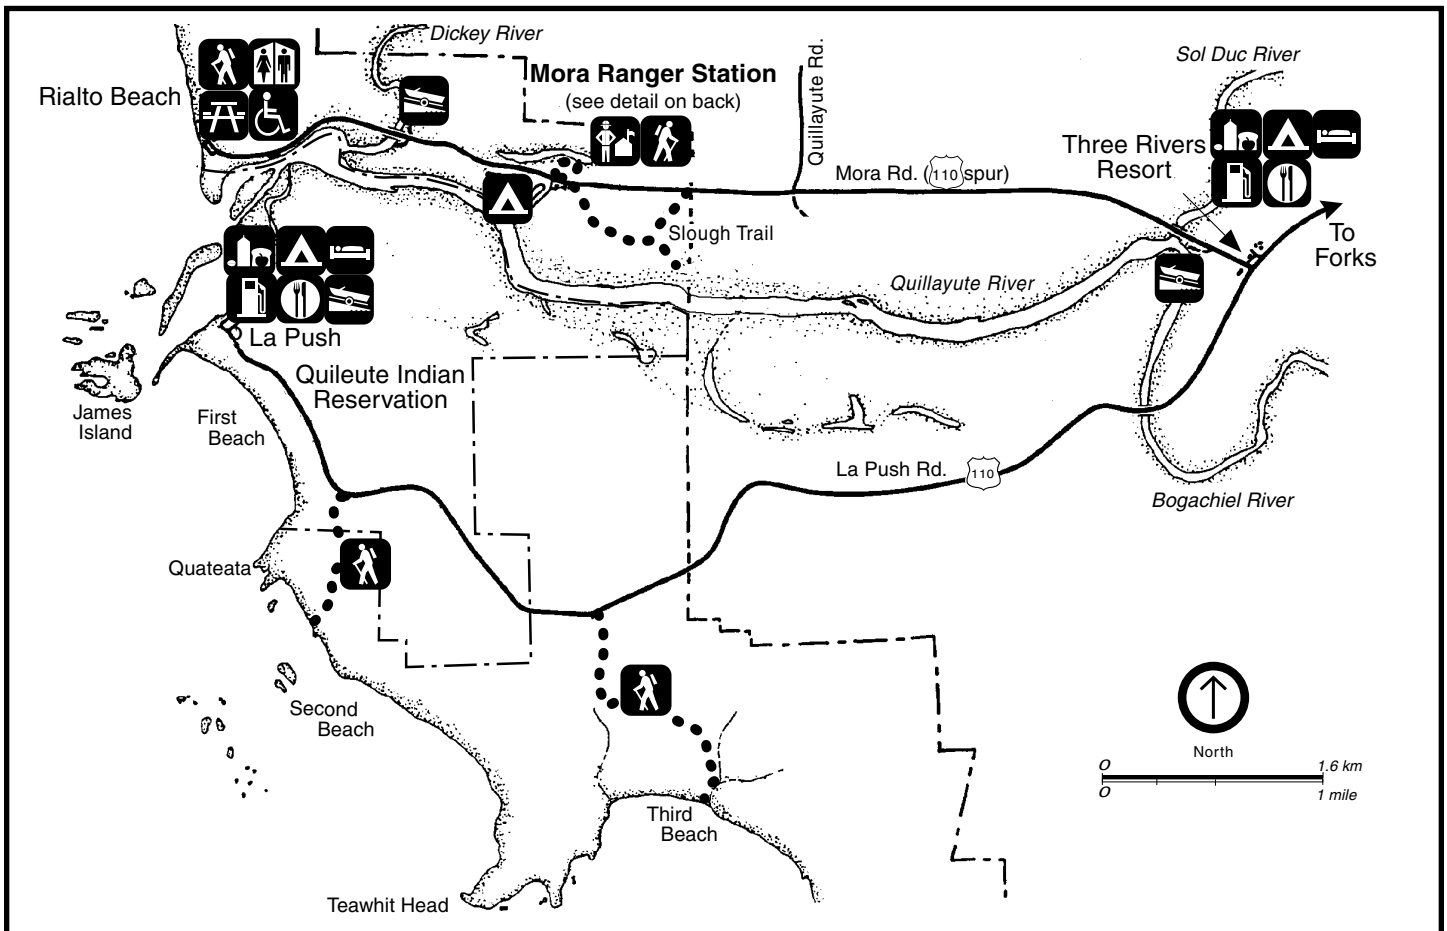 Dickey River
Sol Duc River
Rialto Beach
Mora Ranger Station
(see detail on back)
Quillayute Rd.
Three Rivers
Resort
Mora Rd. (110 spur)
Slough Trail
To
Forks
Quillayute River
La Push
Quileute Indian
Reservation
James
Island
First
Beach
La Push Rd.
110
Bogachiel River
Quateata
Second
Beach
North
0
1.6 km
0
1 mile
Third
Beach
Teawhit Head